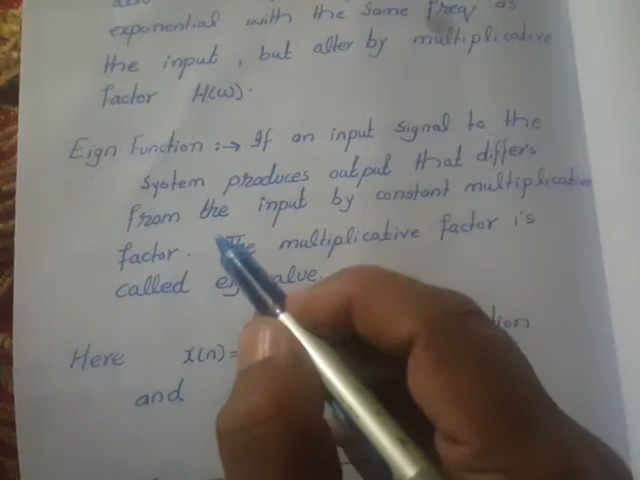 exponential with the same freq as
the input, but alter by multiplicative
factor H(ω).
Eign Function :→ If an input signal to the
system produces output that differs
from the input by constant multiplicative
factor. The multiplicative factor is
called value.
Here x(n)=
and